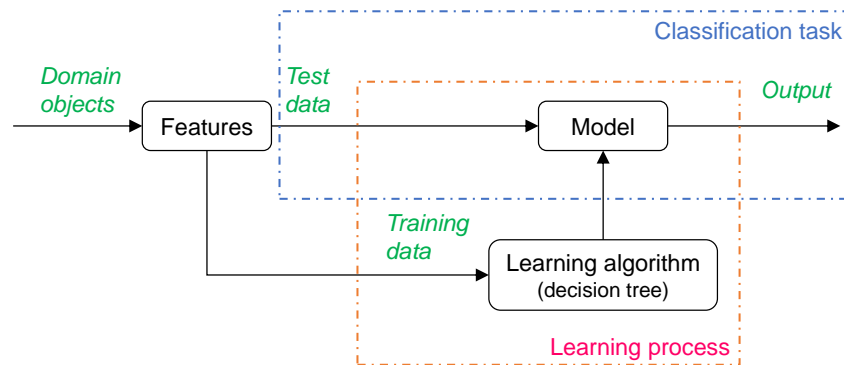 Classification task
Domain
objects
Test
data
Output
Features
Model
Training
data
Learning algorithm
(decision tree)
Learning process